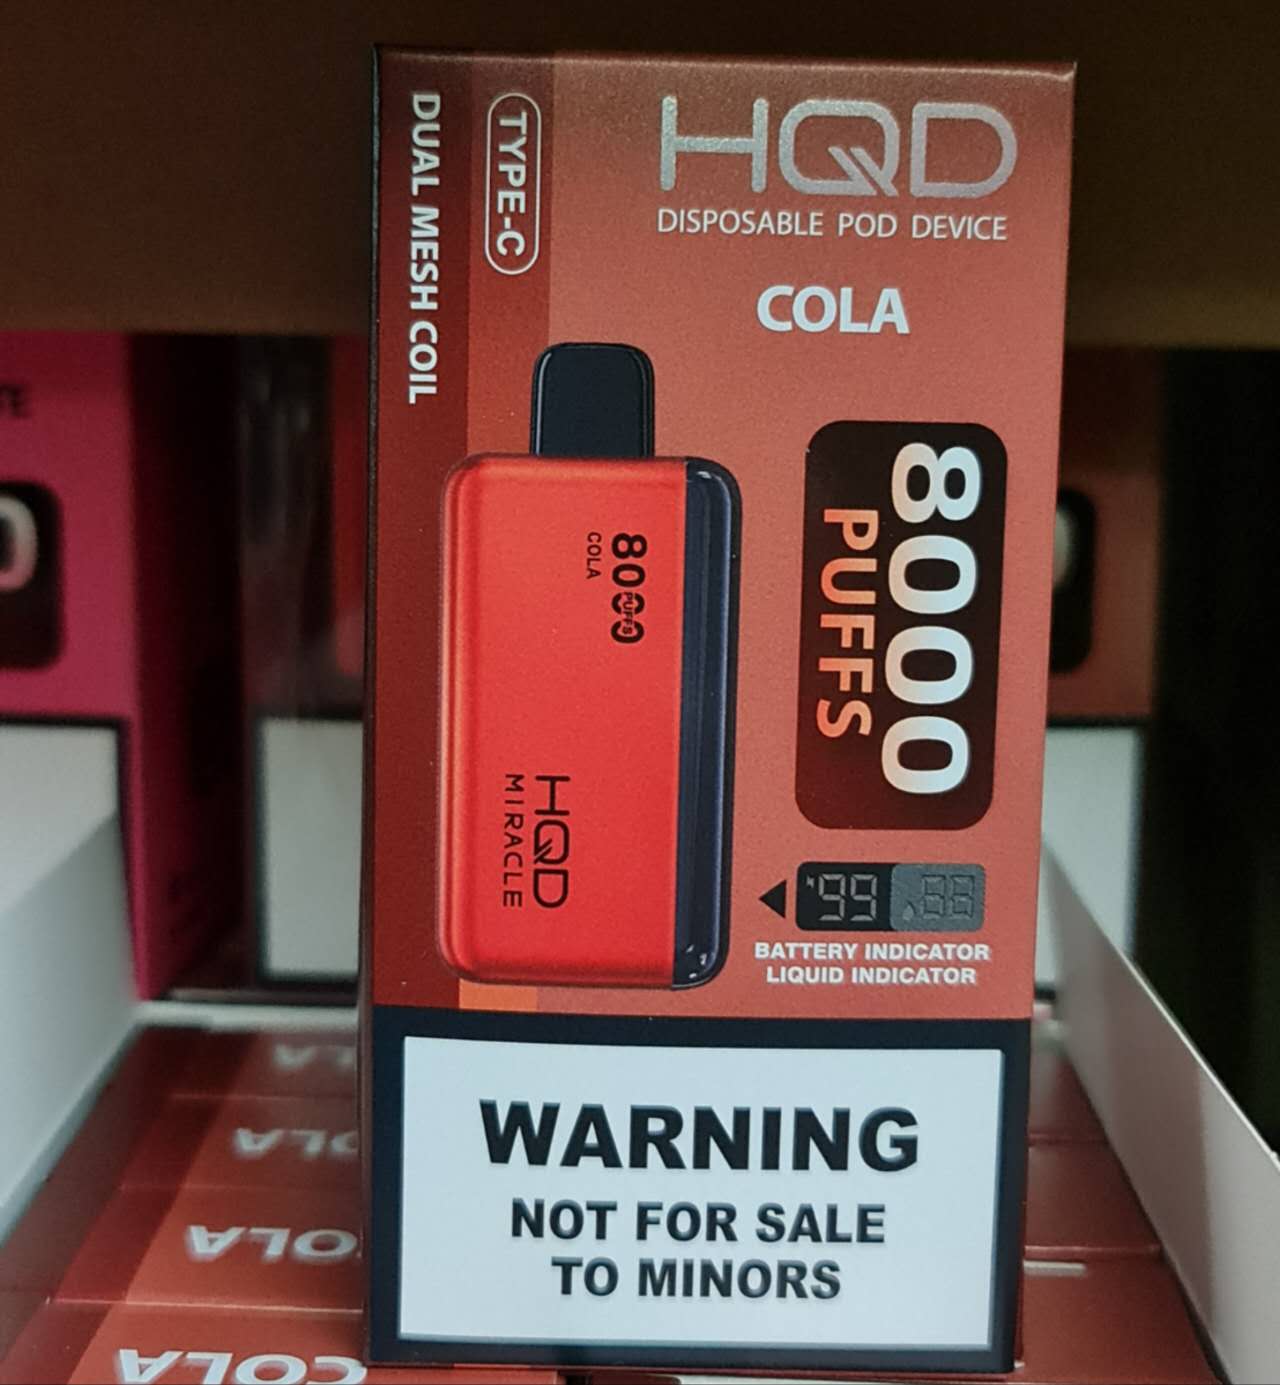 DUAL MESH COIL
TYPE-C
HQD
DISPOSABLE POD DEVICE
COLA
8000
PUFFS
8000
PUFFS
COLA
HQD
MIRACLE
99
88
BATTERY INDICATOR
LIQUID INDICATOR
WARNING
NOT FOR SALE
TO MINORS
COLA